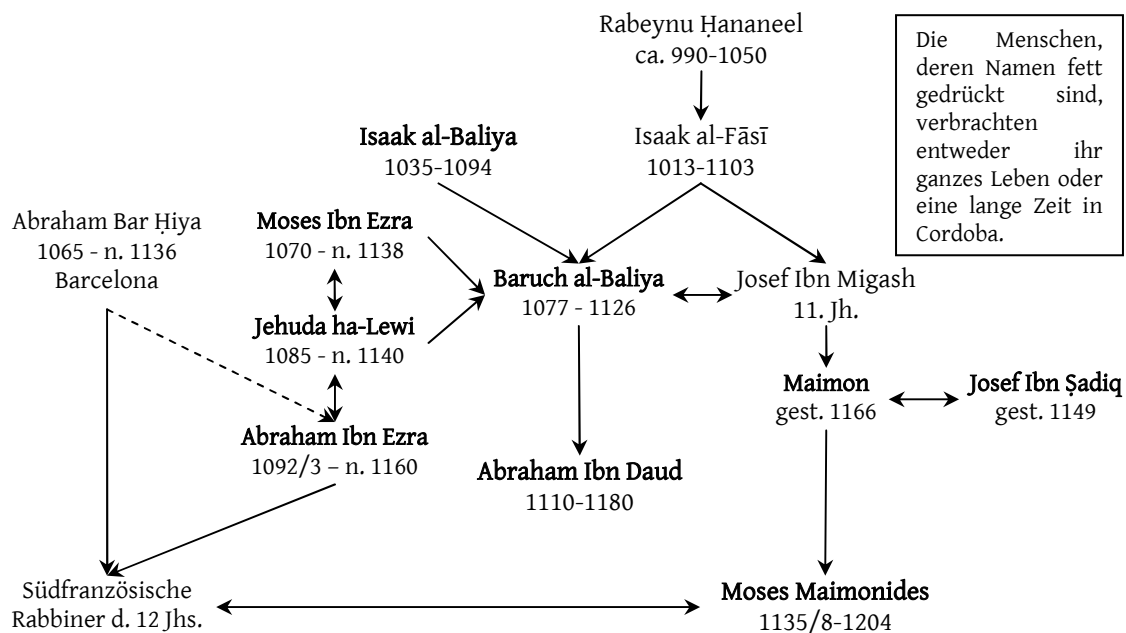 Rabeynu Ḥananeel
ca. 990-1050
Die Menschen,
deren Namen fett
gedrückt sind,
verbrachten
entweder ihr
ganzes Leben oder
eine lange Zeit in
Cordoba.
Isaak al-Baliya
1035-1094
Isaak al-Fāsī
1013-1103
Abraham Bar Ḥiya
1065 - n. 1136
Barcelona
Moses Ibn Ezra
1070 - n. 1138
Baruch al-Baliya
1077 - 1126
Josef Ibn Migash
11. Jh.
Jehuda ha-Lewi
1085 - n. 1140
Maimon
gest. 1166
Josef Ibn Ṣadiq
gest. 1149
Abraham Ibn Ezra
1092/3 – n. 1160
Abraham Ibn Daud
1110-1180
Südfranzösische
Rabbiner d. 12 Jhs.
Moses Maimonides
1135/8-1204